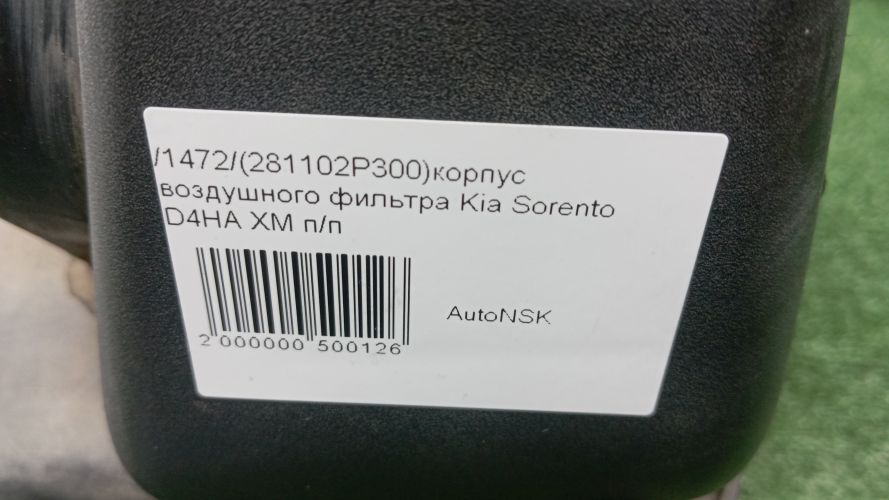 /1472/(281102P300)корпус
воздушного фильтра Kia Sorento
D4HA XM п/п
AutoNSK
2 000000 500126